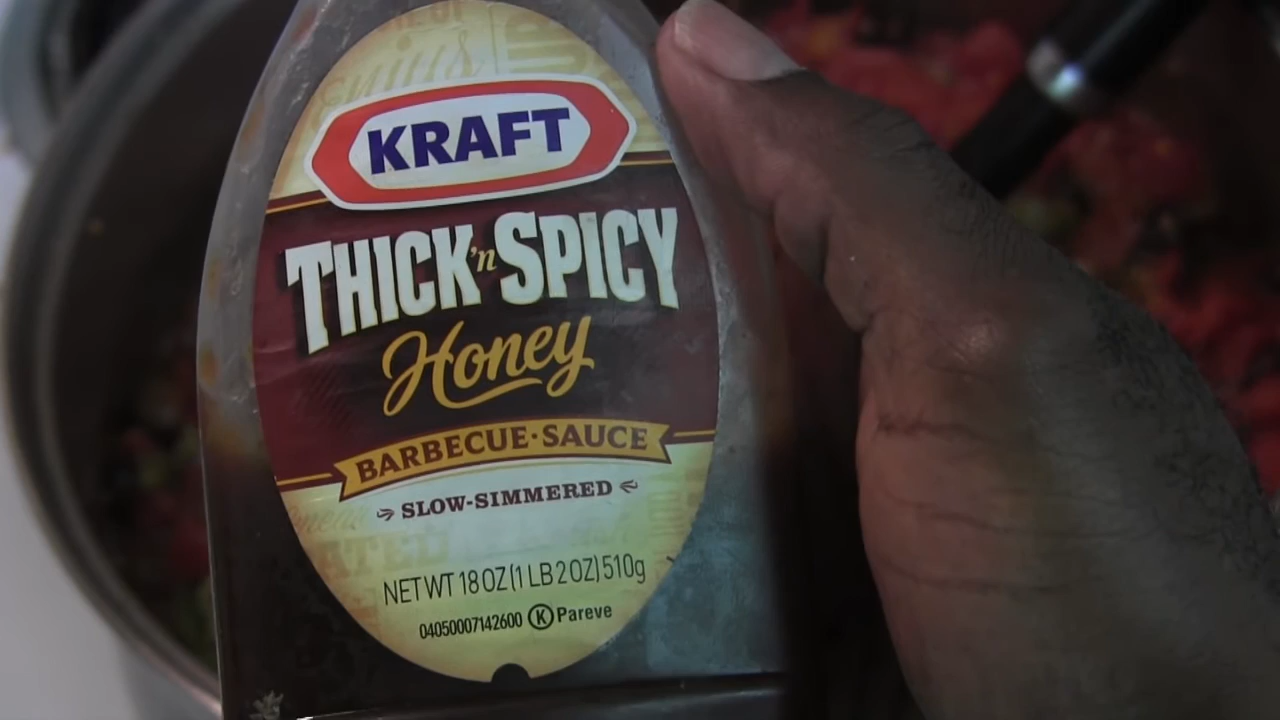 KRAFT
THICK 'n SPICY
Honey
BARBECUE·SAUCE
SLOW-SIMMERED
NET WT 18 OZ (1 LB 2 OZ) 510g
04050007142600 K Pareve